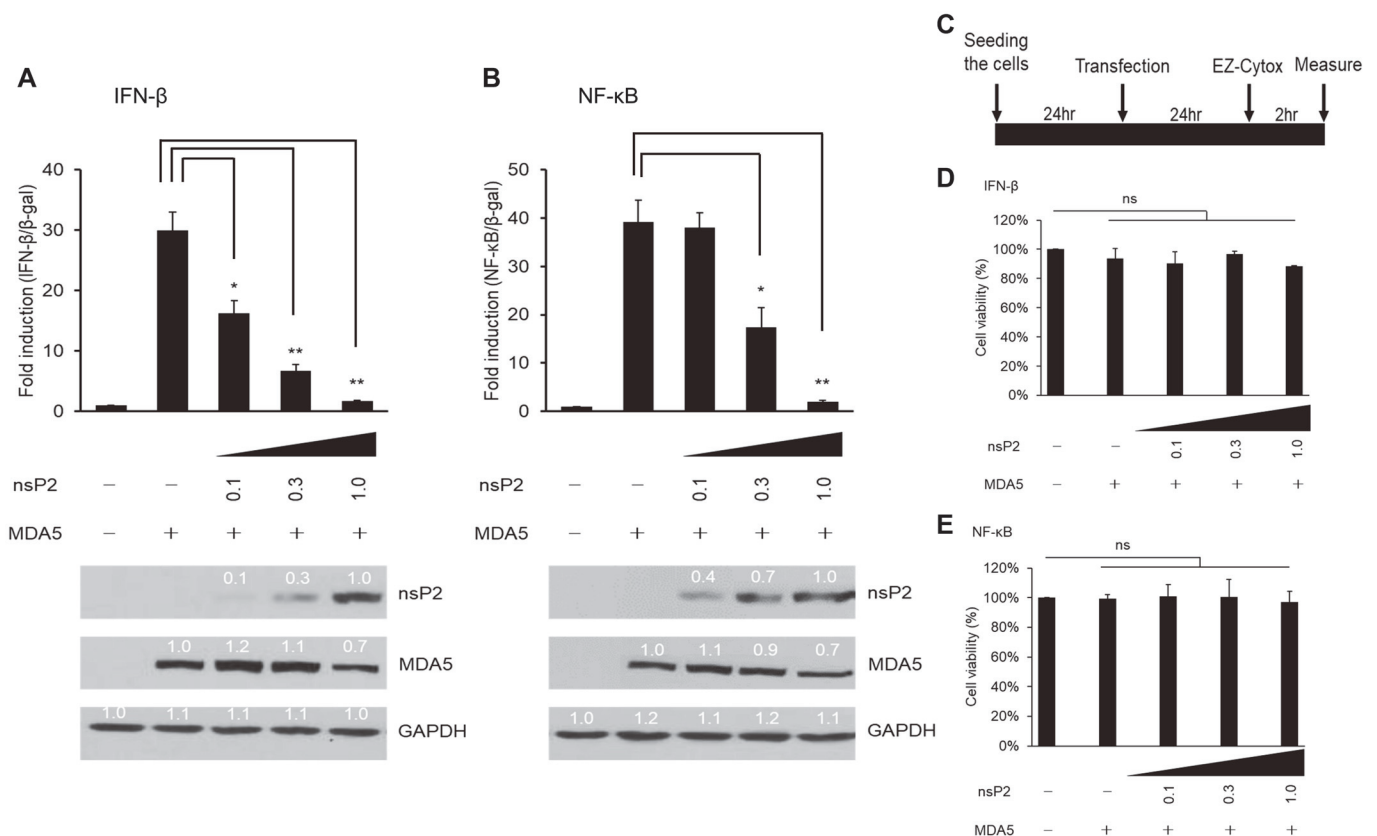 A
IFN-β
Fold induction (IFN-β/β-gal)
40
30
20
10
0
*
**
**
nsP2 – – 0.1 0.3 1.0
MDA5 – + + + +
0.1 0.3 1.0
nsP2
1.0 1.2 1.1 0.7
MDA5
1.0 1.1 1.1 1.1 1.0
GAPDH
B
NF-κB
Fold induction (NF-κB/β-gal)
50
40
30
20
10
0
*
**
nsP2 – – 0.1 0.3 1.0
MDA5 – + + + +
0.4 0.7 1.0
nsP2
1.0 1.1 0.9 0.7
MDA5
1.0 1.2 1.1 1.2 1.1
GAPDH
C
Seeding
the cells
Transfection
EZ-Cytox
Measure
24hr 24hr 2hr
D
IFN-β
ns
Cell viability (%)
120%
100%
80%
60%
40%
20%
0%
nsP2 – – 0.1 0.3 1.0
MDA5 – + + + +
E
NF-κB
ns
Cell viability (%)
120%
100%
80%
60%
40%
20%
0%
nsP2 – – 0.1 0.3 1.0
MDA5 – + + + +